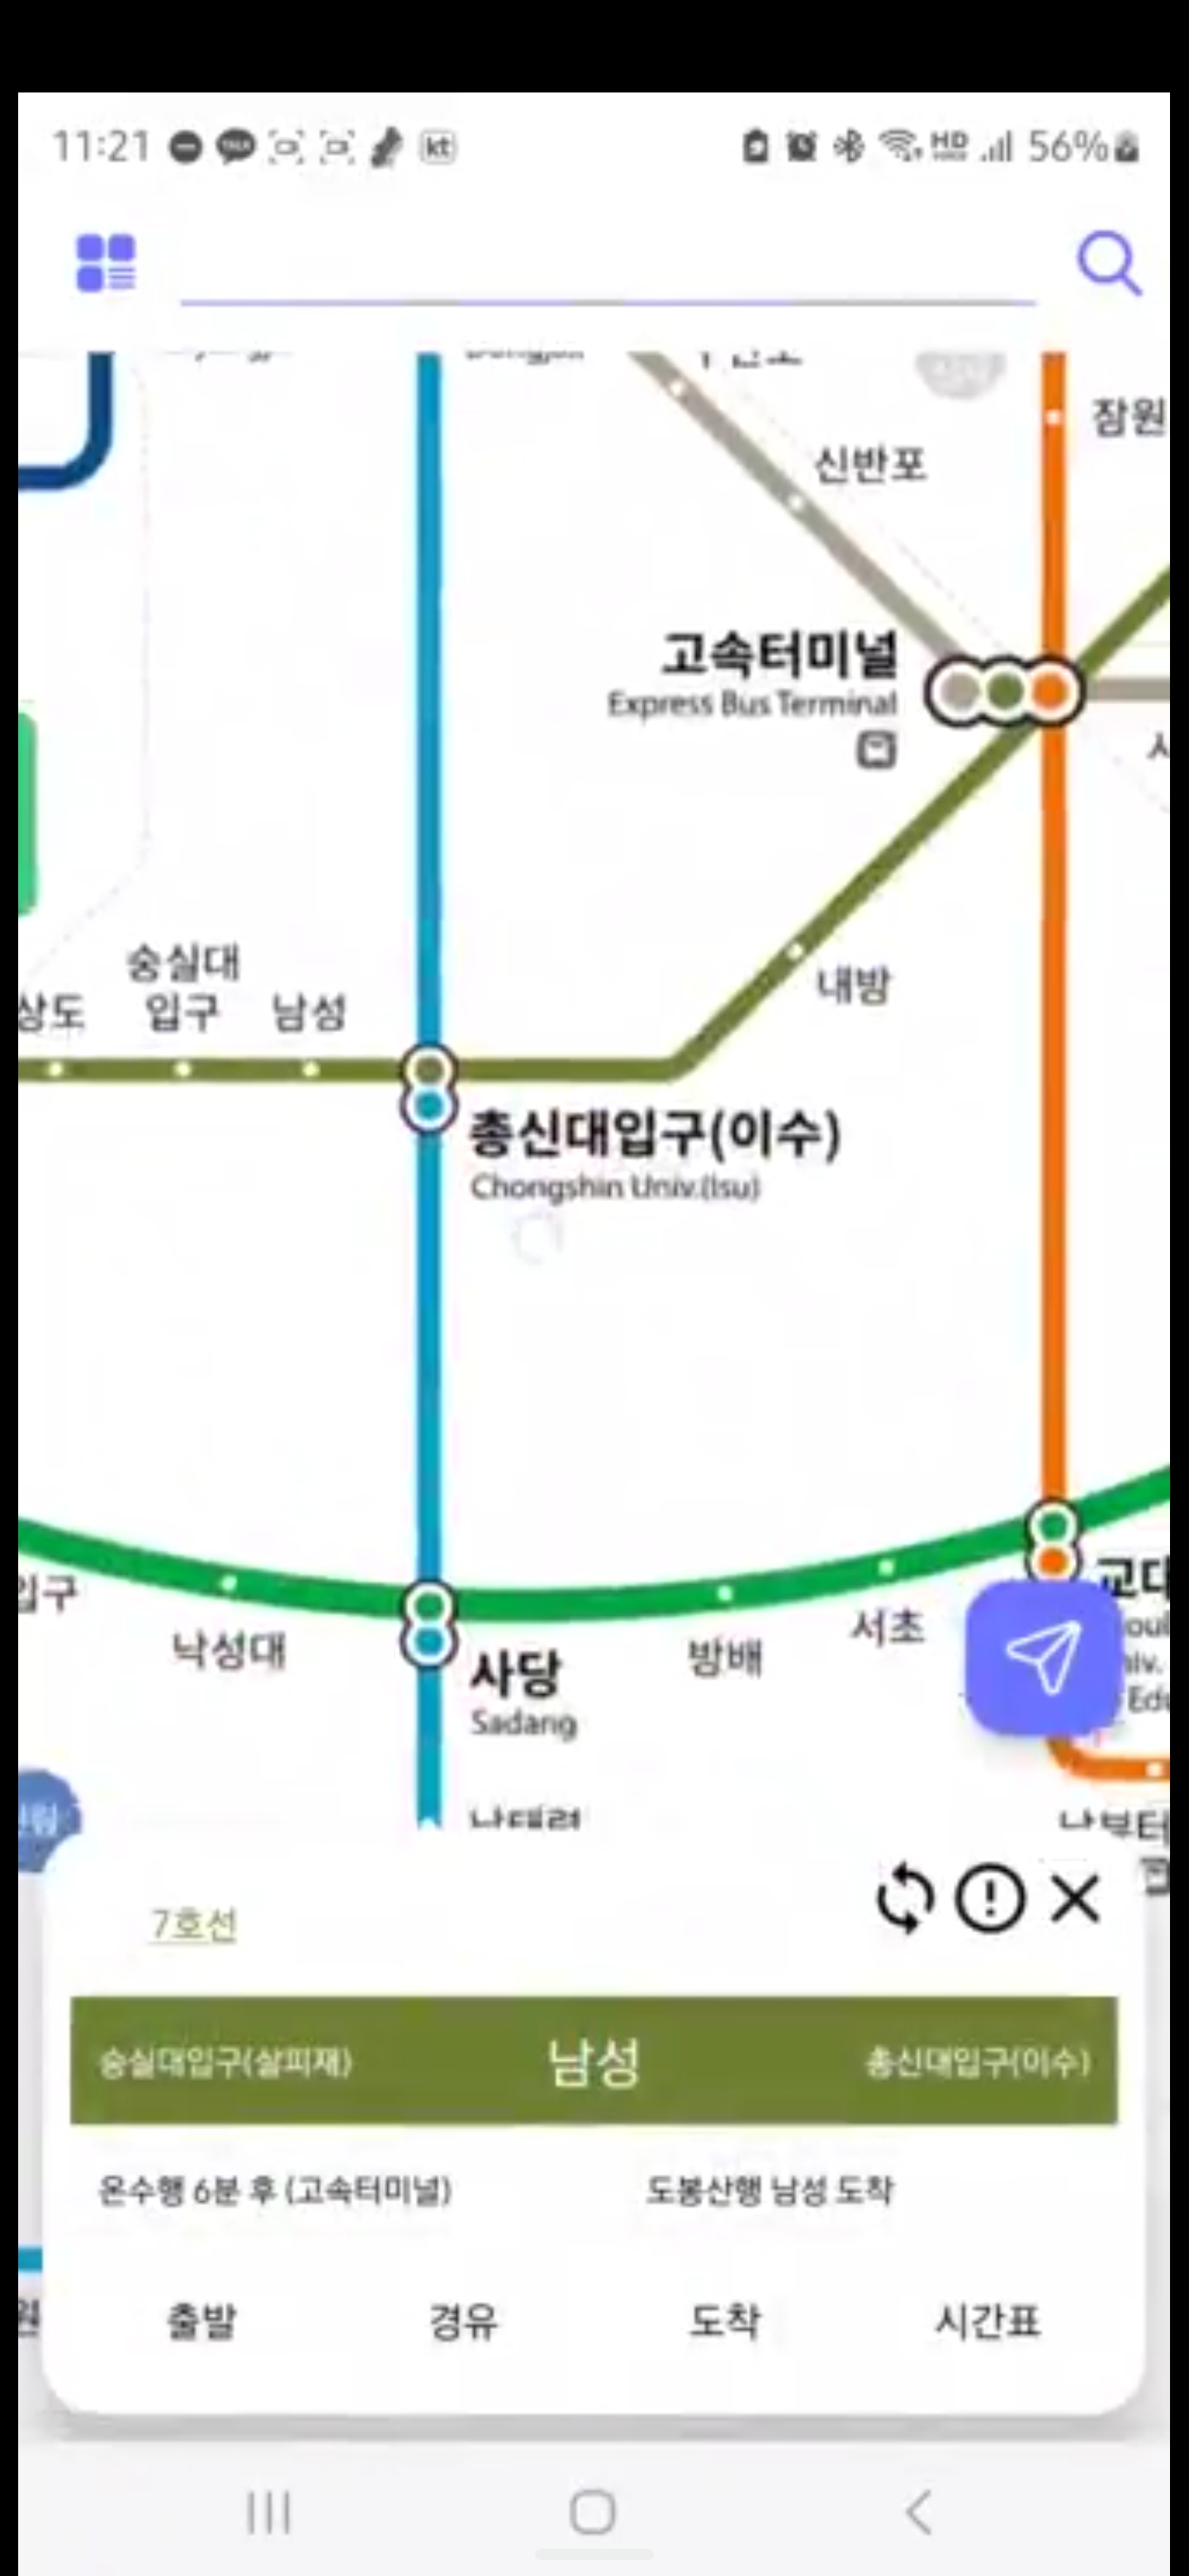 11:21
TALK
kt
HD
56%
신반포
잠원
고속터미널
Express Bus Terminal
내방
숭실대
입구
상도
남성
총신대입구(이수)
Chongshin Univ.(Isu)
입구
낙성대
사당
Sadang
방배
서초
교대
7호선
숭실대입구(살피재)
남성
총신대입구(이수)
온수행 6분 후 (고속터미널)
도봉산행 남성 도착
출발
경유
도착
시간표